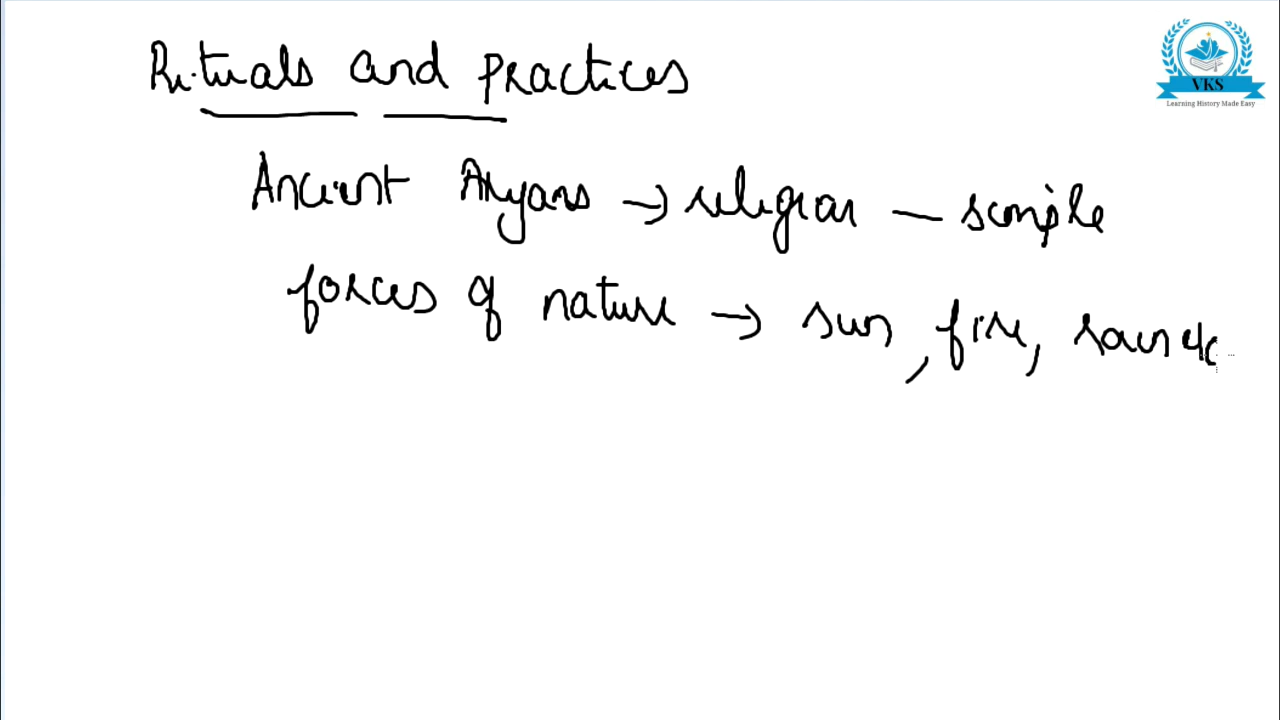 Rituals and practices
VKS
Learning History Made Easy
Ancient Aryans → religion – simple
forces of nature → sun, fire,